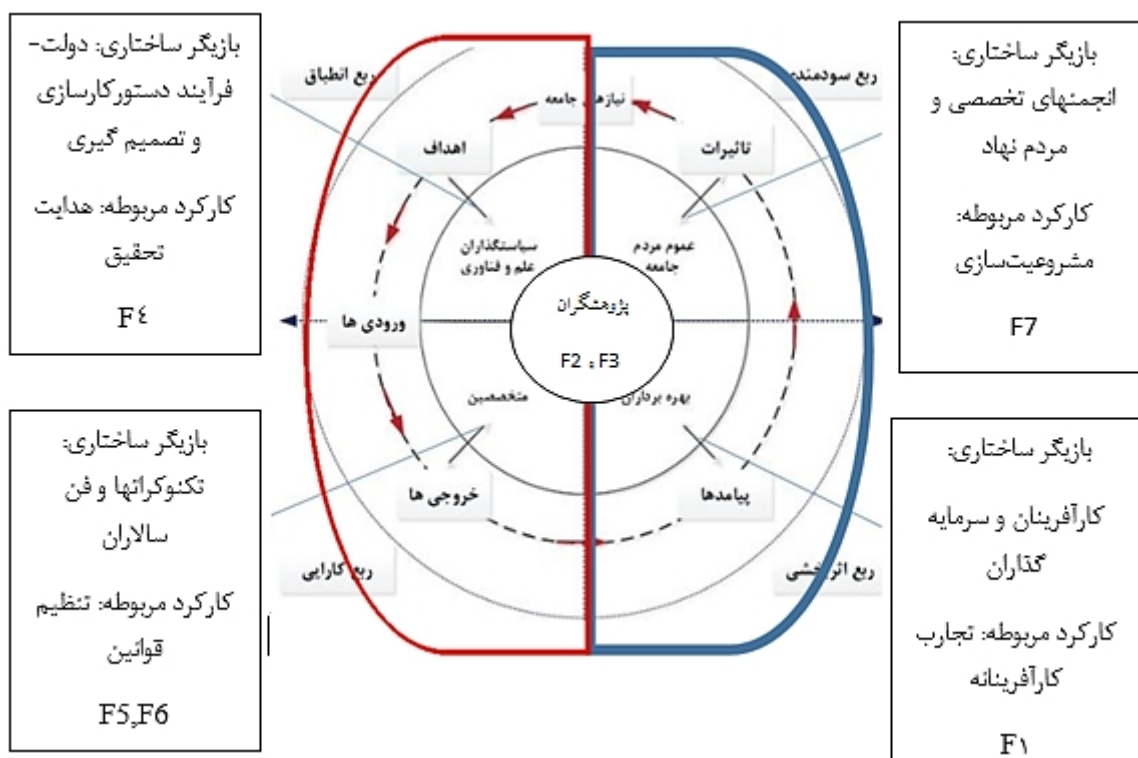 بازیگر ساختاری:
انجمنهای تخصصی و
مردم نهاد
کارکرد مربوطه:
مشروعیت‌سازی
F7
بازیگر ساختاری: دولت-
فرآیند دستورکارسازی
و تصمیم گیری
کارکرد مربوطه: هدایت
تحقیق
F٤
ربع سودمندی
ربع انطباق
نیازهای جامعه
تاثیرات
اهداف
عموم مردم
جامعه
سیاستگذاران
علم و فناوری
پژوهشگران
F2 و F3
ورودی ها
بهره برداران
متخصصین
پیامدها
خروجی ها
ربع اثربخشی
ربع کارایی
بازیگر ساختاری:
کارآفرینان و سرمایه
گذاران
کارکرد مربوطه: تجارب
کارآفرینانه
F۱
بازیگر ساختاری:
تکنوکراتها و فن
سالاران
کارکرد مربوطه: تنظیم
قوانین
F5,F6